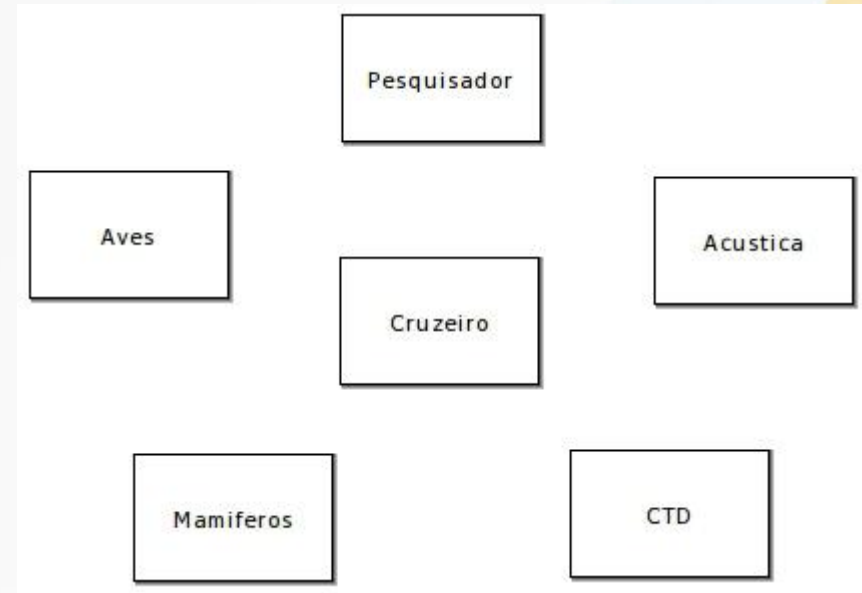 Pesquisador
Aves
Acustica
Cruzeiro
Mamiferos
CTD